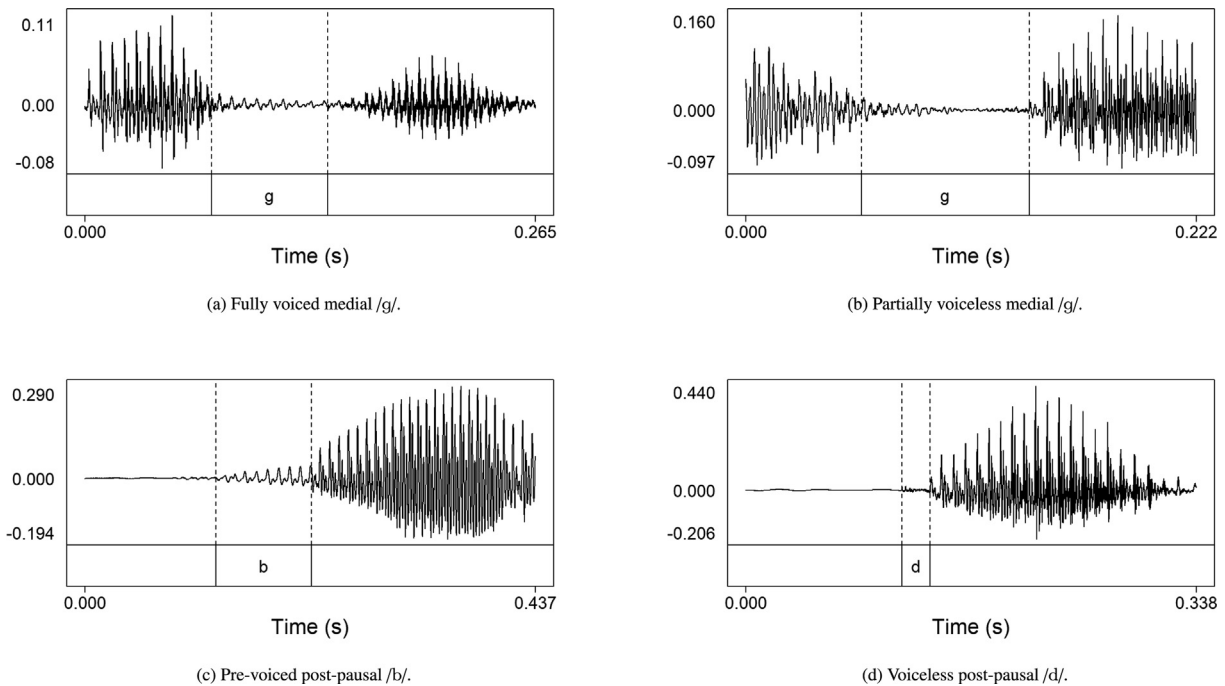 0.11
0.00
-0.08
g
0.000 0.265
Time (s)
(a) Fully voiced medial /ɡ/.
0.160
0.000
-0.097
g
0.000 0.222
Time (s)
(b) Partially voiceless medial /ɡ/.
0.290
0.000
-0.194
b
0.000 0.437
Time (s)
(c) Pre-voiced post-pausal /b/.
0.440
0.000
-0.206
d
0.000 0.338
Time (s)
(d) Voiceless post-pausal /d/.